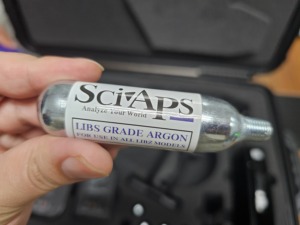 SciAps
Analyze Your World
LIBS GRADE ARGON
FOR USE IN ALL LIBZ MODELS